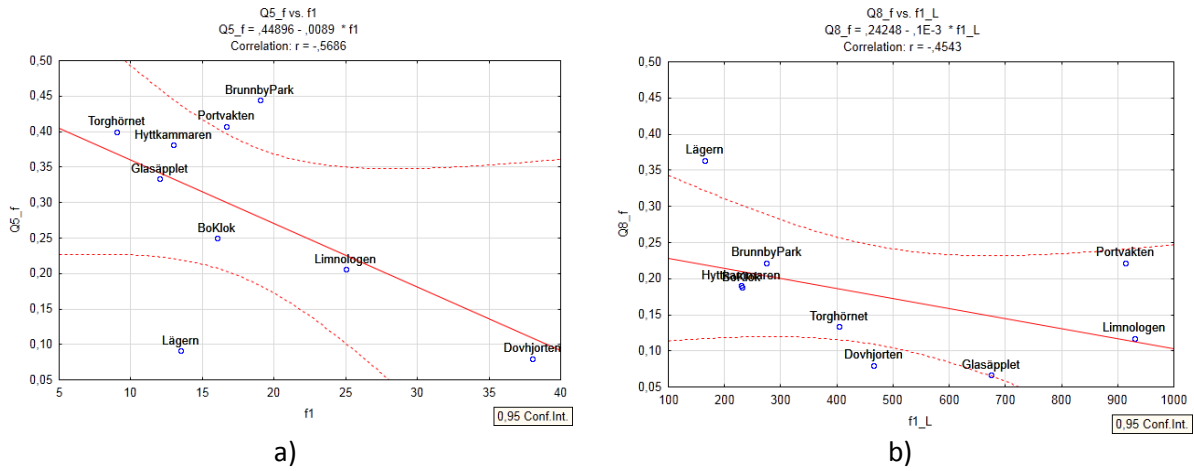 Q5_f vs. f1
Q5_f = ,44896 - ,0089 * f1
Correlation: r = -,5686
0,50
0,45
0,40
0,35
0,30
0,25
0,20
0,15
0,10
0,05
Q5_f
BrunnbyPark
Portvakten
Torghörnet
Hyttkammaren
Glasäpplet
BoKlok
Limnologen
Lägern
Dovhjorten
5 10 15 20 25 30 35 40
f1
0,95 Conf.Int.
a)
Q8_f vs. f1_L
Q8_f = ,24248 - ,1E-3 * f1_L
Correlation: r = -,4543
0,50
0,45
0,40
0,35
0,30
0,25
0,20
0,15
0,10
0,05
Q8_f
Lägern
BrunnbyPark
Portvakten
Hyttkammaren
BoKlok
Torghörnet
Limnologen
Dovhjorten
Glasäpplet
100 200 300 400 500 600 700 800 900 1000
f1_L
0,95 Conf.Int.
b)